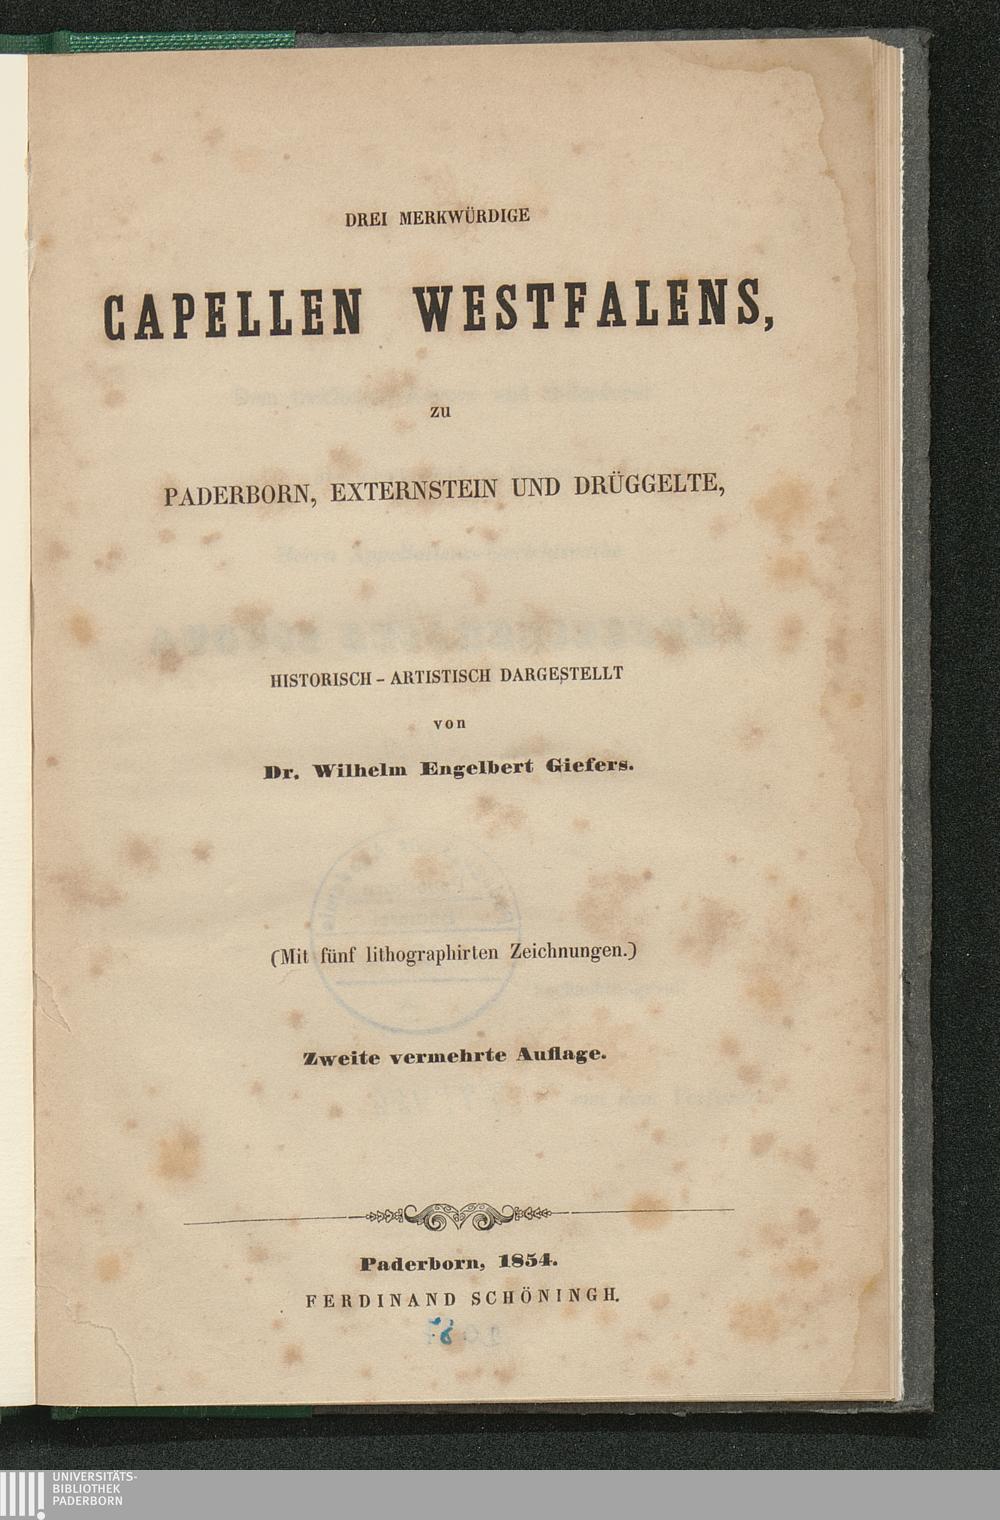 DREI MERKWÜRDIGE
CAPELLEN WESTFALENS,
zu
PADERBORN, EXTERNSTEIN UND DRÜGGELTE,
HISTORISCH - ARTISTISCH DARGESTELLT
von
Dr. Wilhelm Engelbert Giefers.
(Mit fünf lithographirten Zeichnungen.)
Zweite vermehrte Auflage.
Paderborn, 1854.
FERDINAND SCHÖNINGH.
UNIVERSITÄTS-
BIBLIOTHEK
PADERBORN